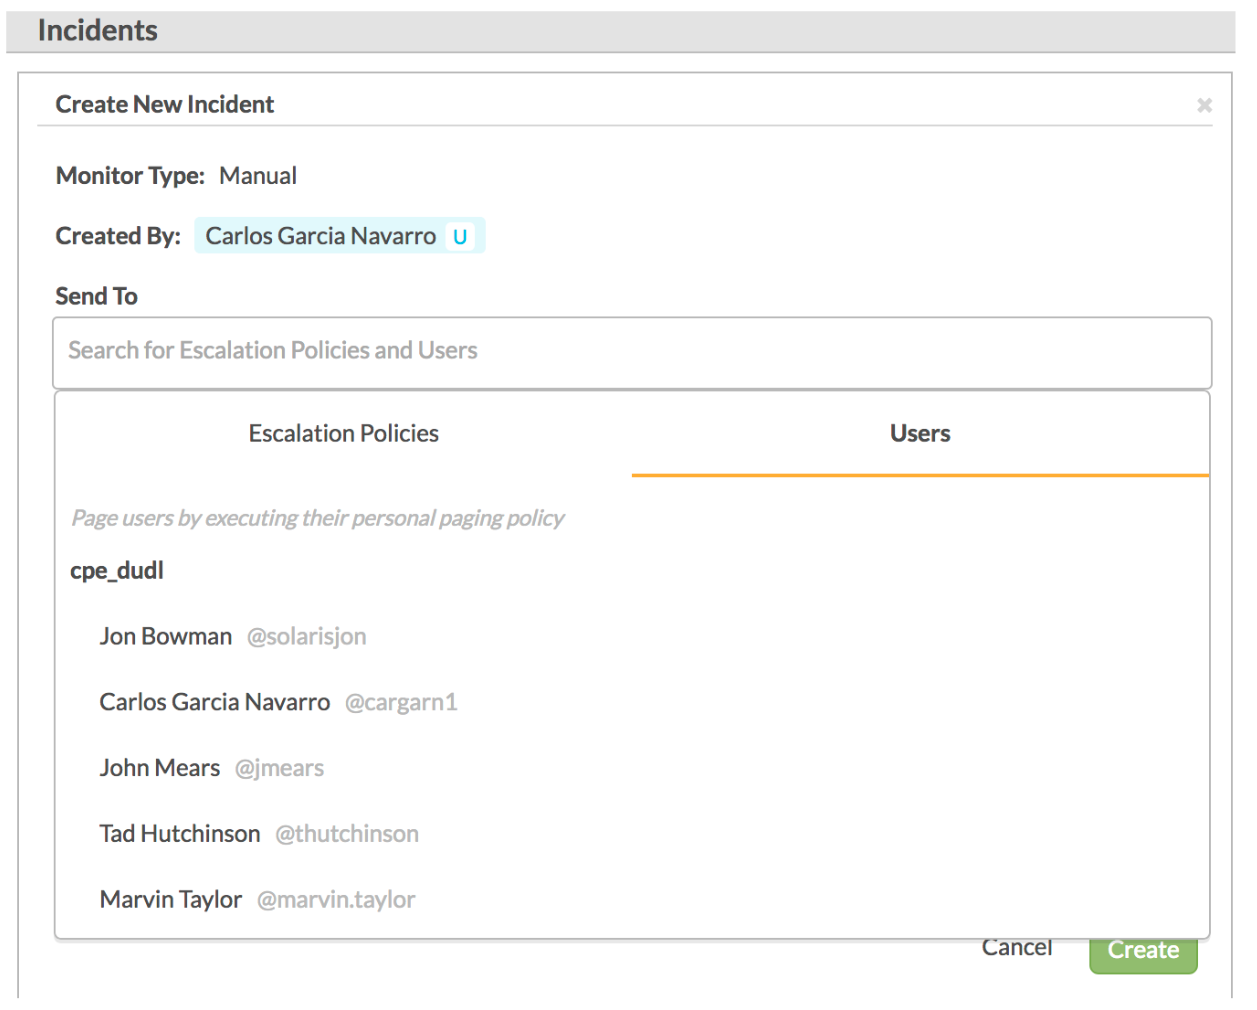 Incidents
Create New Incident
Monitor Type: Manual
Created By: Carlos Garcia Navarro U
Send To
Search for Escalation Policies and Users
Escalation Policies Users
Page users by executing their personal paging policy
cpe_dudl
Jon Bowman @solarisjon
Carlos Garcia Navarro @cargarn1
John Mears @jmears
Tad Hutchinson @thutchinson
Marvin Taylor @marvin.taylor
Cancel Create